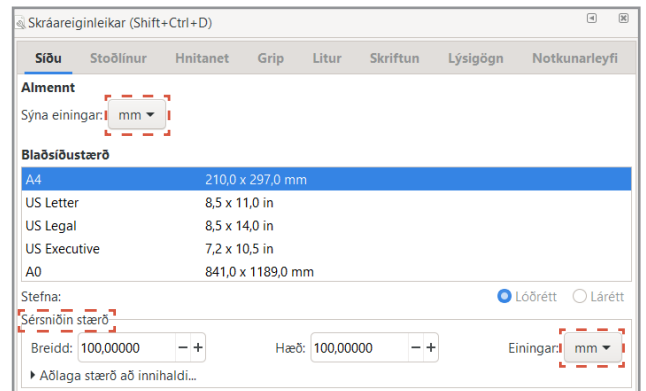 Skráareiginleikar (Shift+Ctrl+D)
Síðu Stoðlínur Hnitanet Grip Litur Skriftun Lýsigögn Notkunarleyfi
Almennt
Sýna einingar: mm
Blaðsíðustærð
A4 210,0 x 297,0 mm
US Letter 8,5 x 11,0 in
US Legal 8,5 x 14,0 in
US Executive 7,2 x 10,5 in
A0 841,0 x 1189,0 mm
Stefna: Lóðrétt Lárétt
Sérsniðin stærð
Breidd: 100,00000 − + Hæð: 100,00000 − + Einingar: mm
Aðlaga stærð að innihaldi...